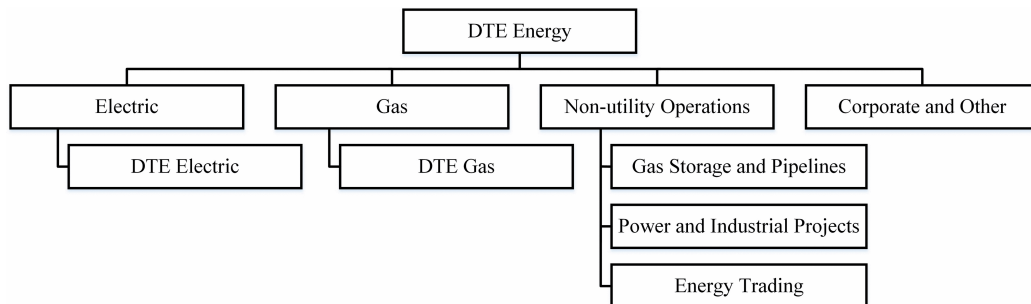 DTE Energy
Electric
Gas
Non-utility Operations
Corporate and Other
DTE Electric
DTE Gas
Gas Storage and Pipelines
Power and Industrial Projects
Energy Trading